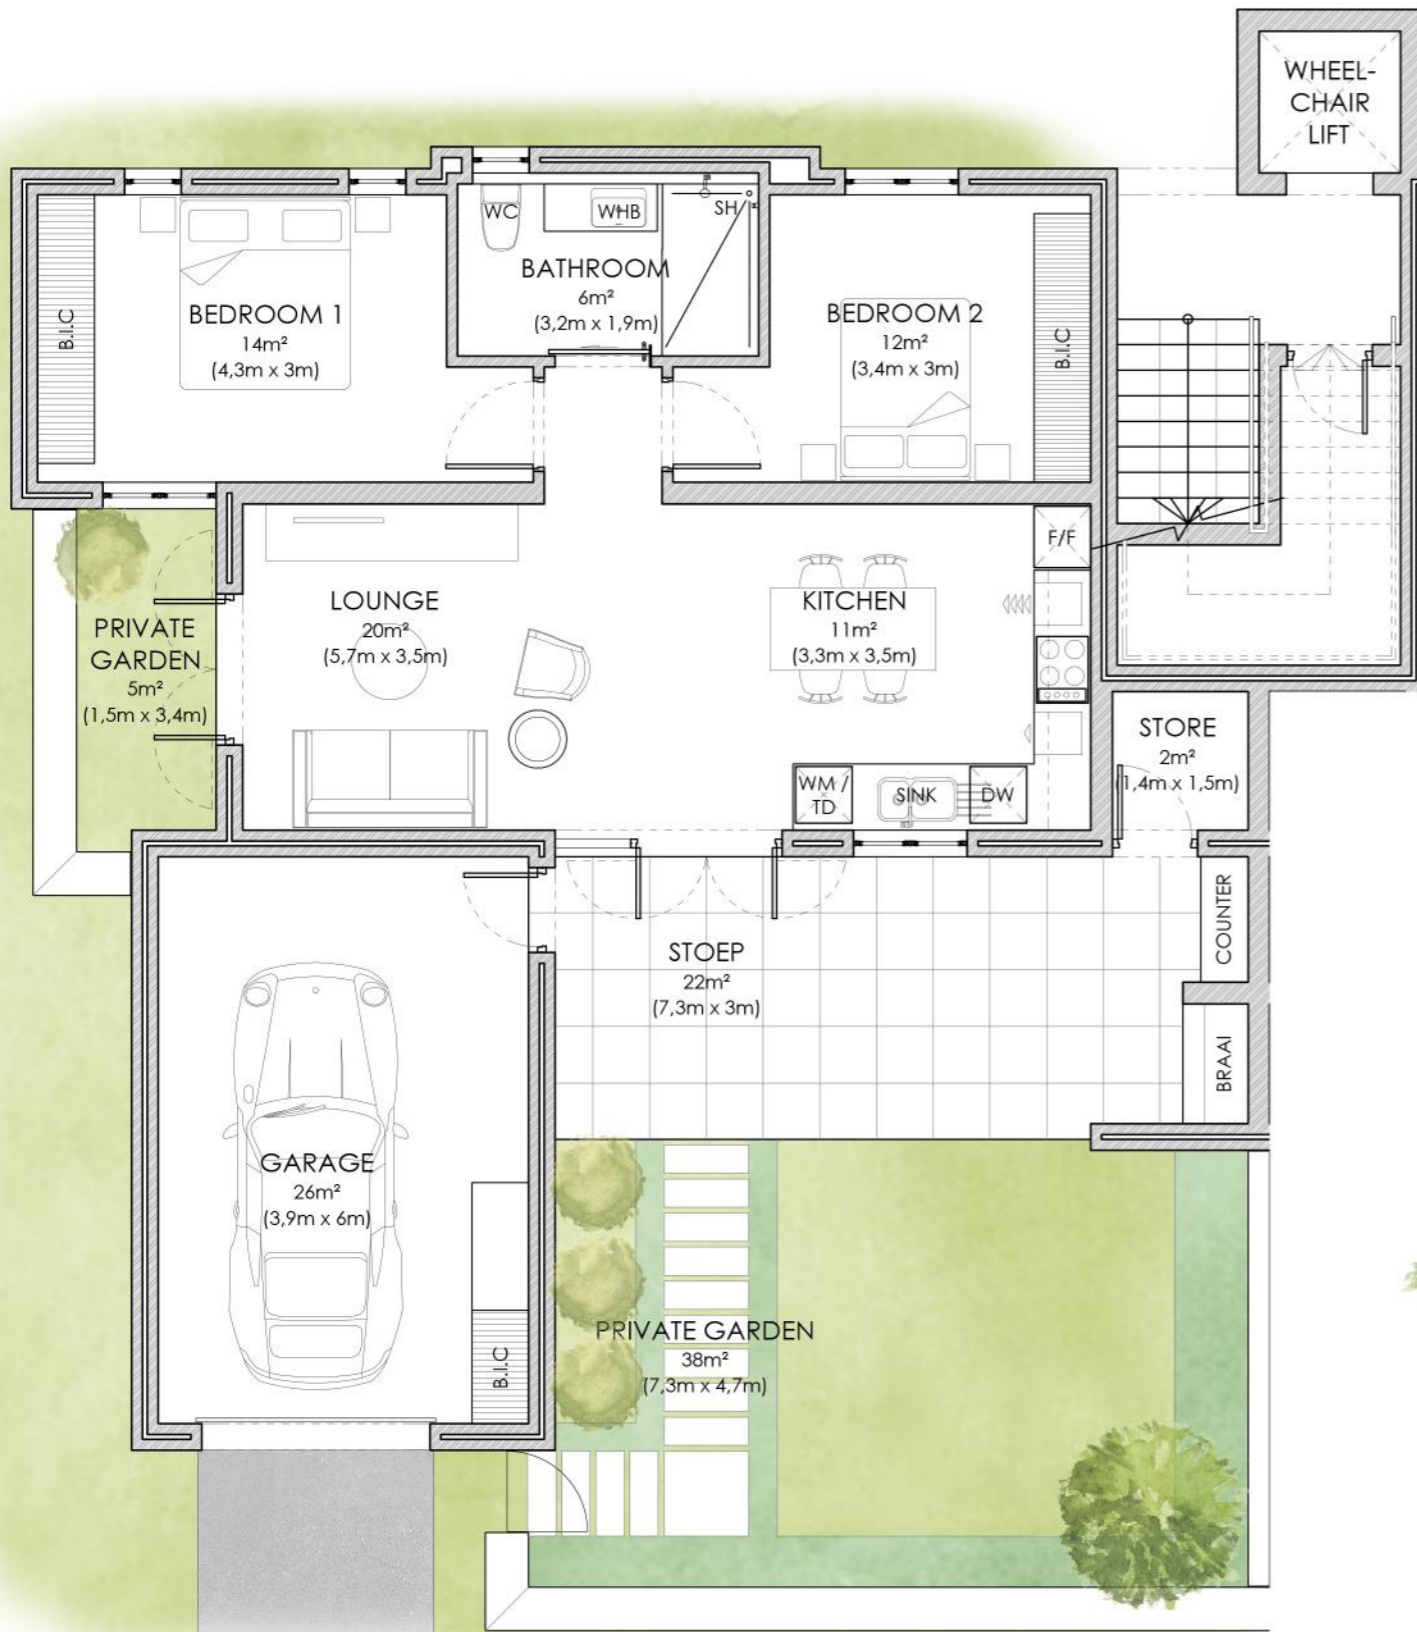 WHEEL-
CHAIR
LIFT
WC
WHB
SH
BATHROOM
6m²
(3,2m x 1,9m)
B.I.C
BEDROOM 1
14m²
(4,3m x 3m)
BEDROOM 2
12m²
(3,4m x 3m)
B.I.C
F/F
PRIVATE
GARDEN
5m²
(1,5m x 3,4m)
LOUNGE
20m²
(5,7m x 3,5m)
KITCHEN
11m²
(3,3m x 3,5m)
STORE
2m²
(1,4m x 1,5m)
WM /
TD
SINK
DW
STOEP
22m²
(7,3m x 3m)
COUNTER
BRAAI
GARAGE
26m²
(3,9m x 6m)
B.I.C
PRIVATE GARDEN
38m²
(7,3m x 4,7m)